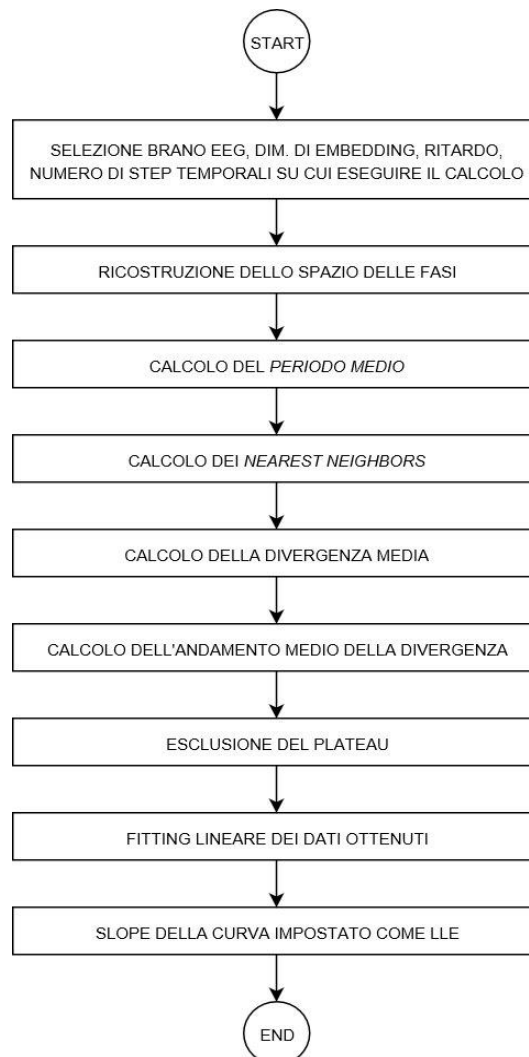 START
SELEZIONE BRANO EEG, DIM. DI EMBEDDING, RITARDO,
NUMERO DI STEP TEMPORALI SU CUI ESEGUIRE IL CALCOLO
RICOSTRUZIONE DELLO SPAZIO DELLE FASI
CALCOLO DEL PERIODO MEDIO
CALCOLO DEI NEAREST NEIGHBORS
CALCOLO DELLA DIVERGENZA MEDIA
CALCOLO DELL'ANDAMENTO MEDIO DELLA DIVERGENZA
ESCLUSIONE DEL PLATEAU
FITTING LINEARE DEI DATI OTTENUTI
SLOPE DELLA CURVA IMPOSTATO COME LLE
END